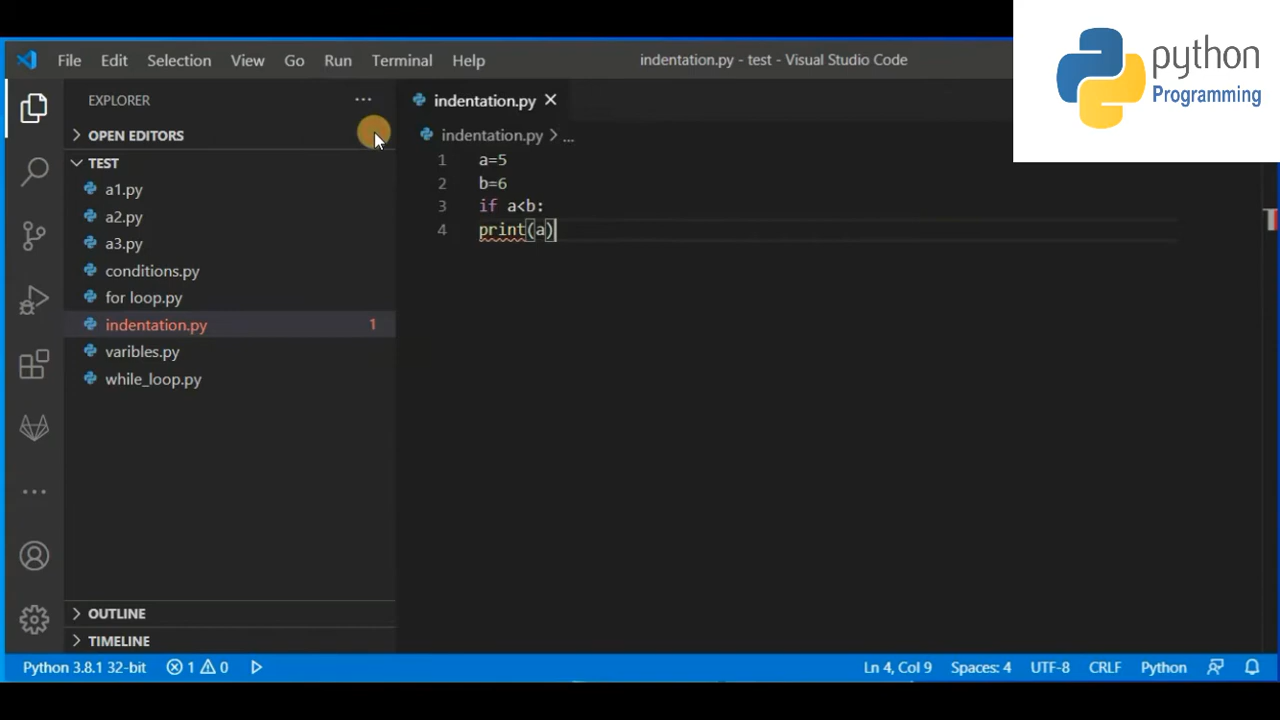 python
Programming
File Edit Selection View Go Run Terminal Help
indentation.py - test - Visual Studio Code
EXPLORER
OPEN EDITORS
TEST
a1.py
a2.py
a3.py
conditions.py
for loop.py
indentation.py 1
varibles.py
while_loop.py
OUTLINE
TIMELINE
indentation.py
indentation.py > ...
1 a=5
2 b=6
3 if a<b:
4 print(a)
Python 3.8.1 32-bit 1 0 Ln 4, Col 9 Spaces: 4 UTF-8 CRLF Python